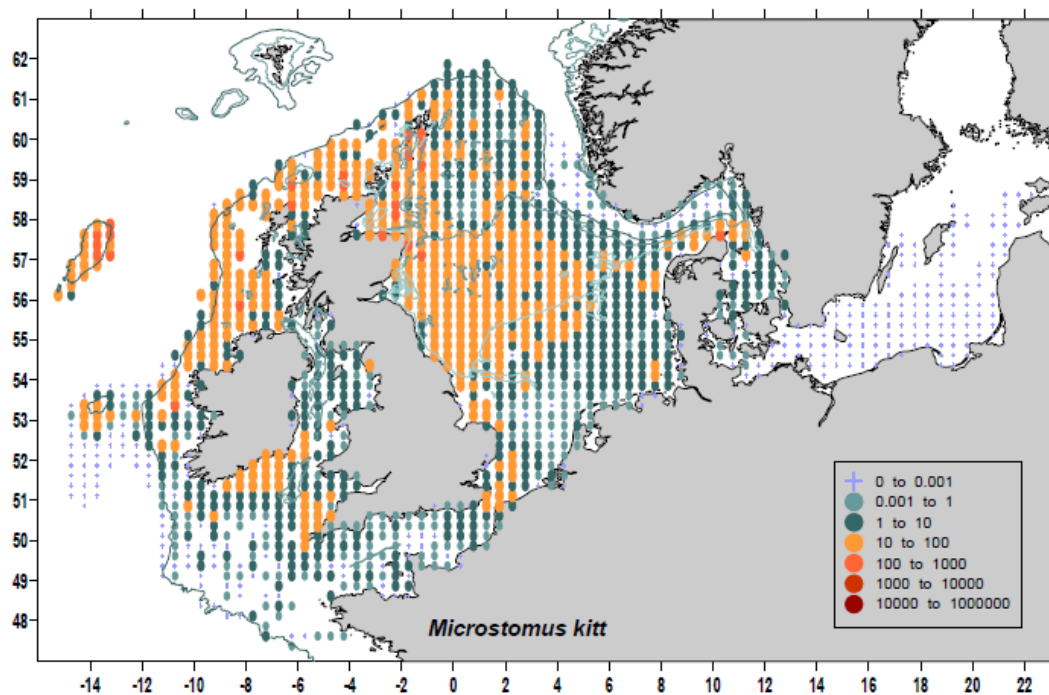 62
61
60
59
58
57
56
55
54
53
52
51
50
49
48
0 to 0.001
0.001 to 1
1 to 10
10 to 100
100 to 1000
1000 to 10000
10000 to 1000000
Microstomus kitt
-14 -12 -10 -8 -6 -4 -2 0 2 4 6 8 10 12 14 16 18 20 22